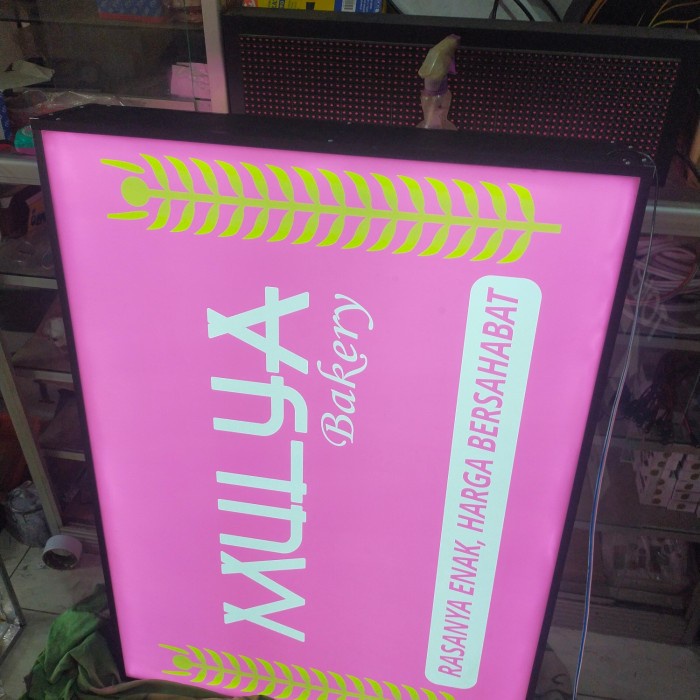 MULYA
Bakery
RASANYA ENAK, HARGA BERSAHABAT